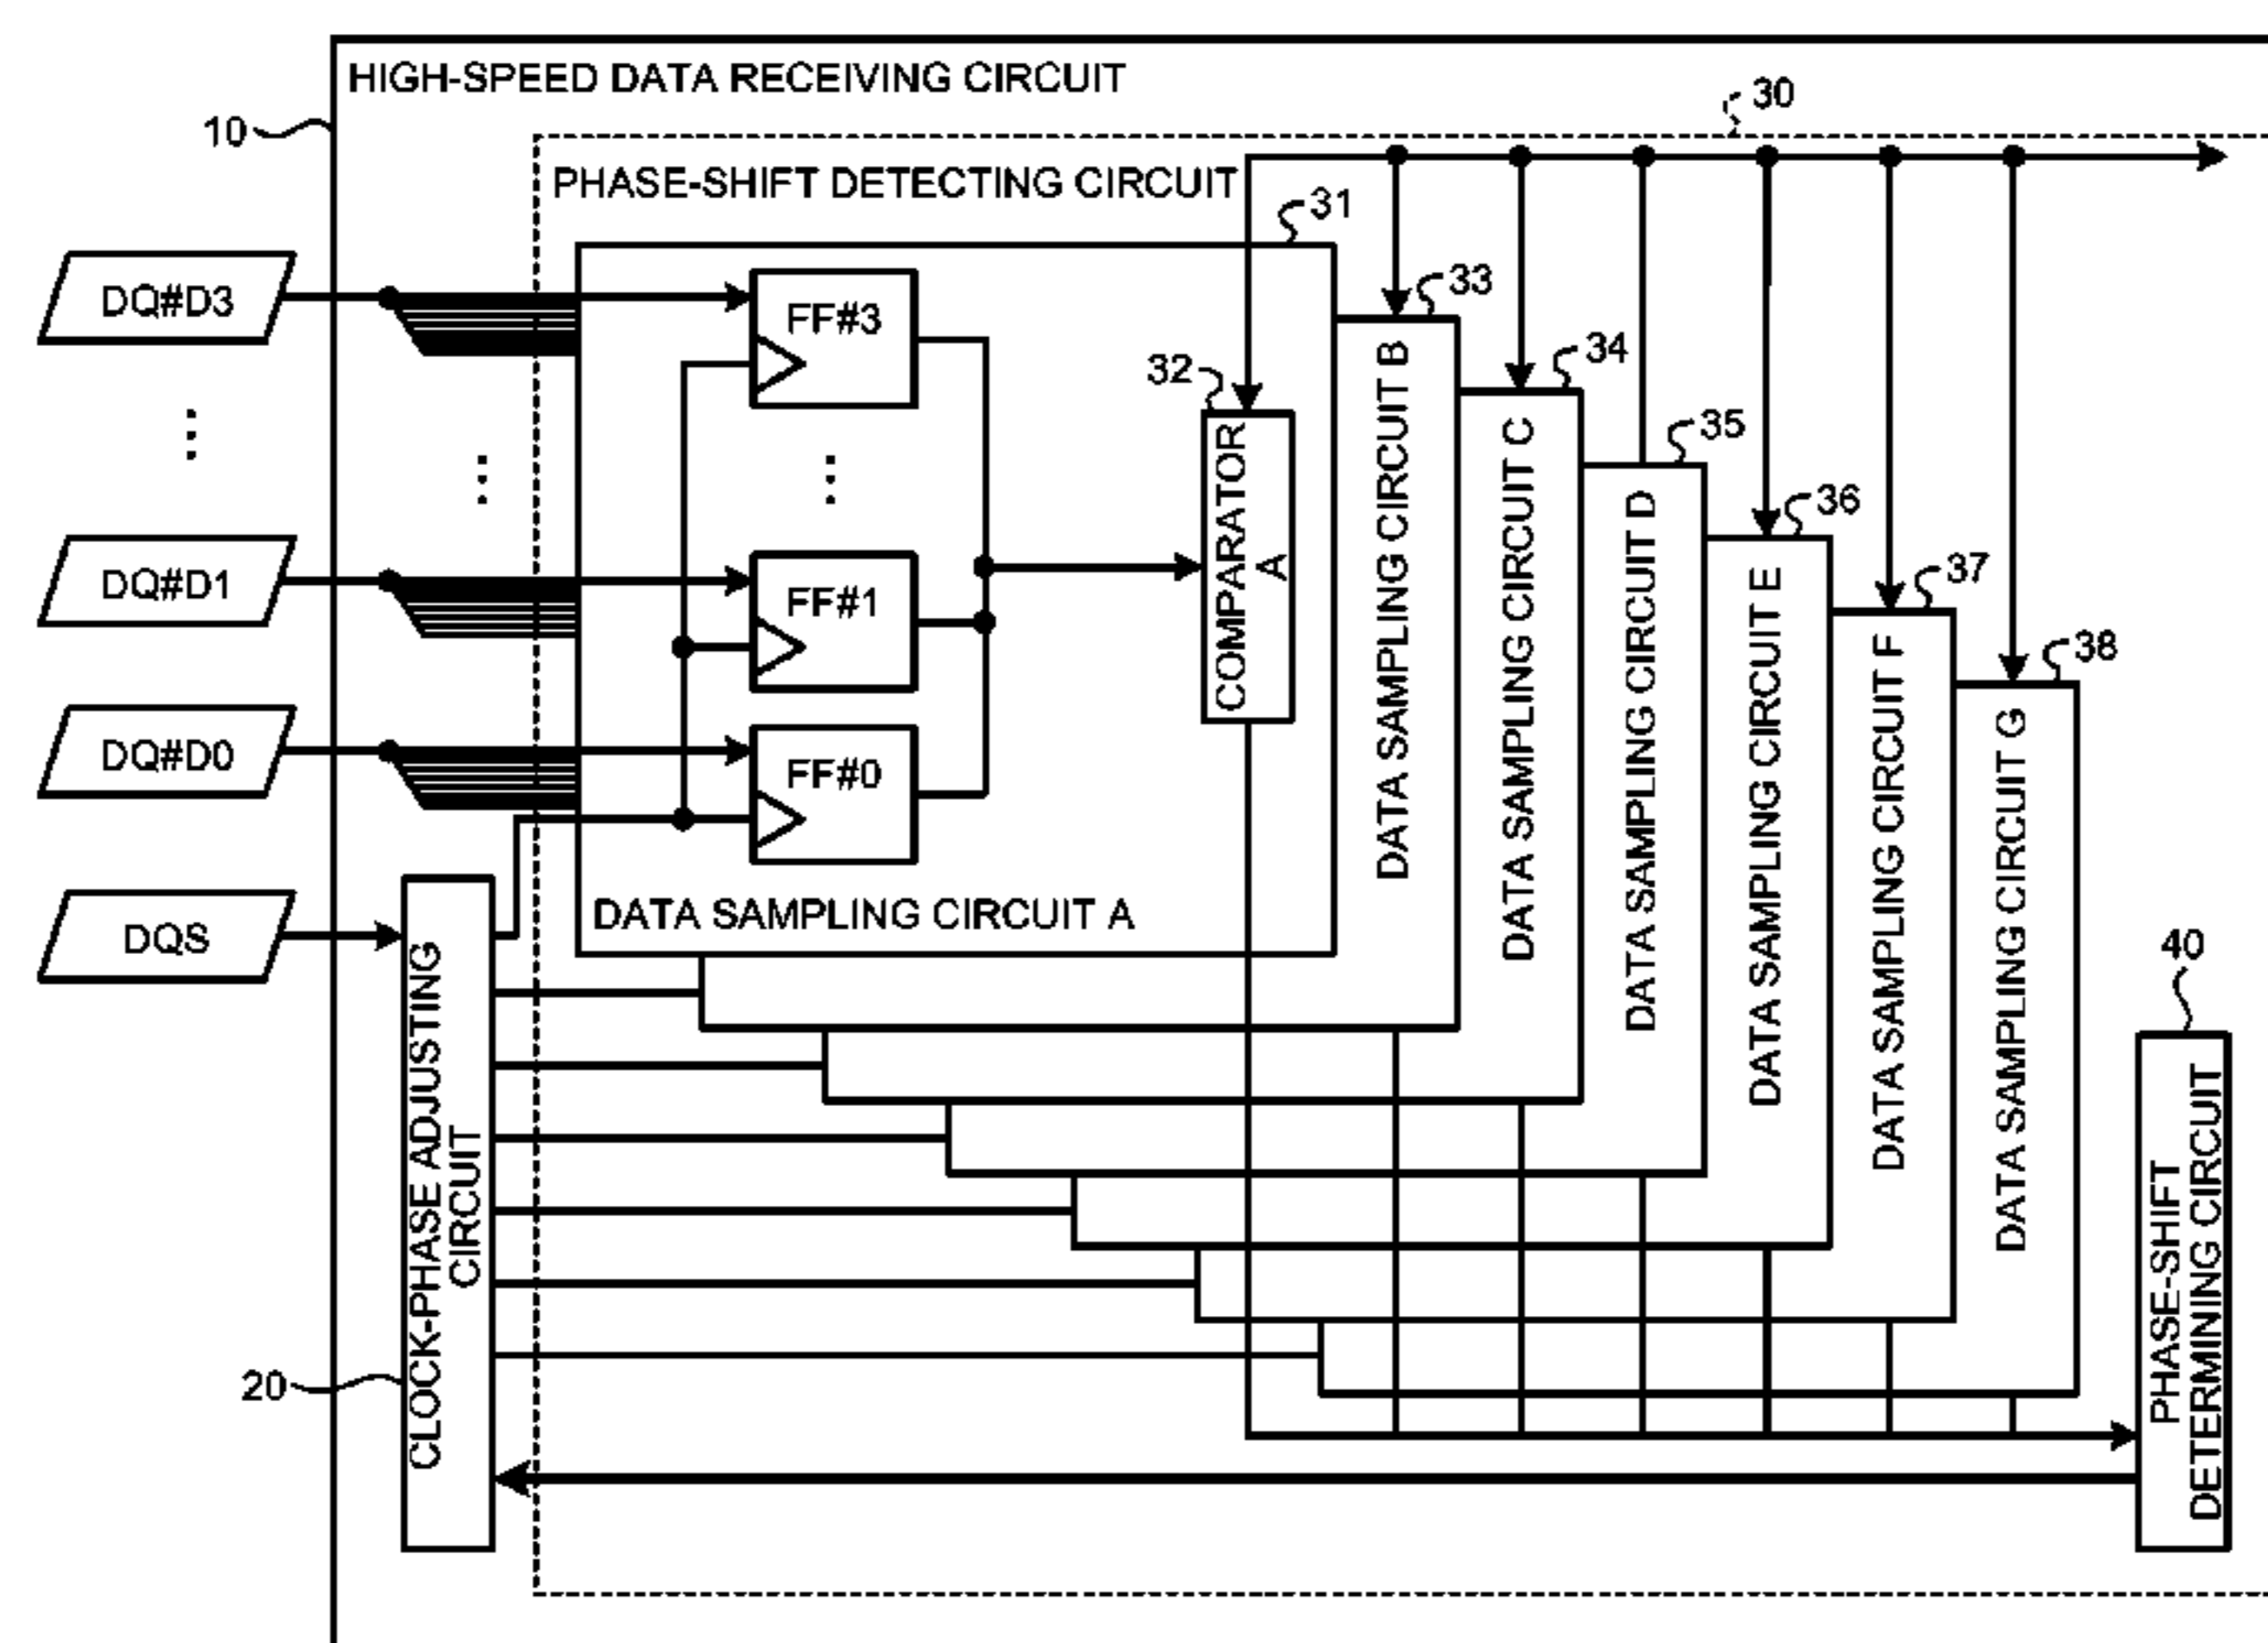 HIGH-SPEED DATA RECEIVING CIRCUIT
10
30
PHASE-SHIFT DETECTING CIRCUIT
31
DQ#D3
FF#3
33
32
34
COMPARATOR
A
35
36
DQ#D1
FF#1
37
38
DQ#D0
FF#0
DATA SAMPLING CIRCUIT B
DATA SAMPLING CIRCUIT C
DATA SAMPLING CIRCUIT D
DATA SAMPLING CIRCUIT E
DATA SAMPLING CIRCUIT F
DATA SAMPLING CIRCUIT G
DATA SAMPLING CIRCUIT A
DQS
40
CLOCK-PHASE ADJUSTING
CIRCUIT
20
PHASE-SHIFT
DETERMINING CIRCUIT